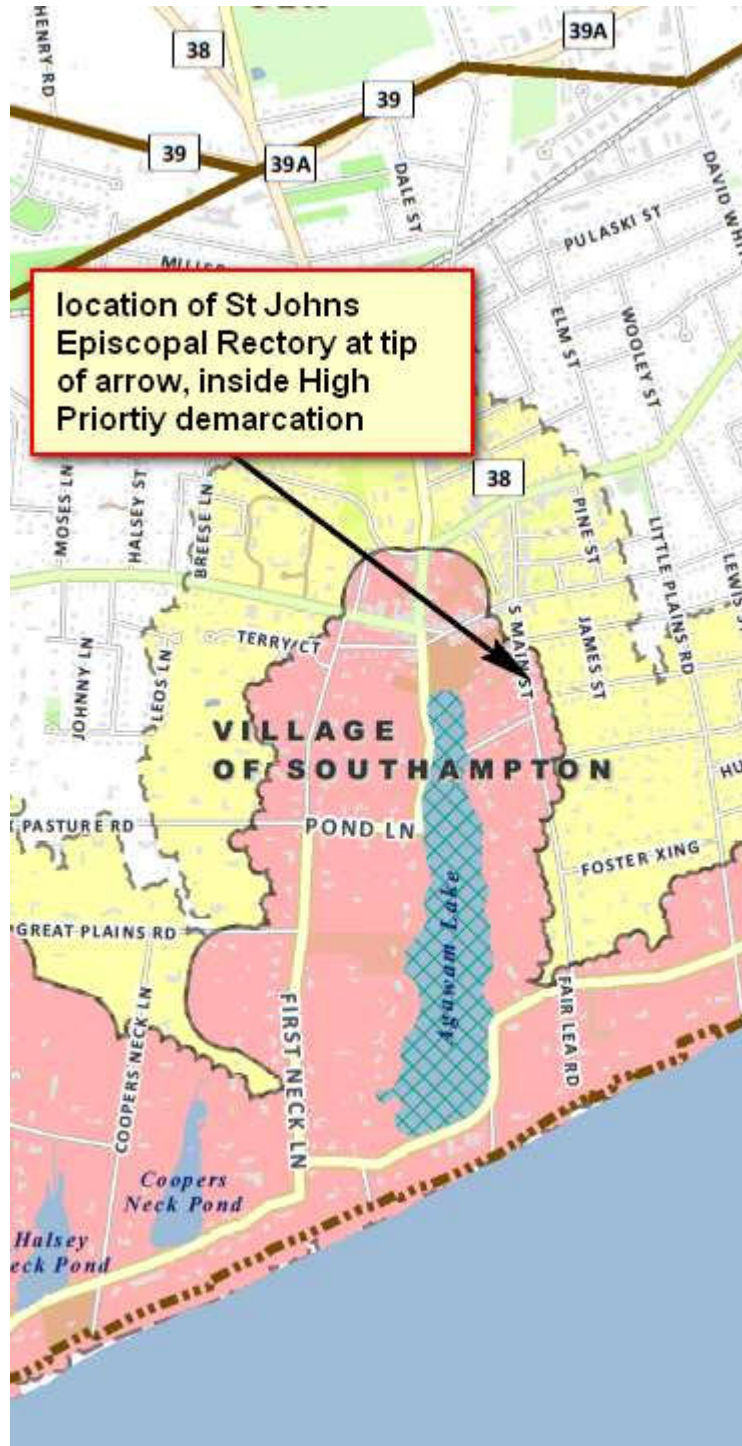 HENRY RD
38
39A
39
39
39A
DALE ST
DAVID WHI
PULASKI ST
ELM ST
WOOLEY ST
location of St Johns
Episcopal Rectory at tip
of arrow, inside High
Priortiy demarcation
MOSES LN
HALSEY ST
BREESE LN
38
PINE ST
LITTLE PLAINS RD
LEWIS S
TERRY CT
S MAIN ST
JAMES ST
JOHNNY LN
LEOS LN
VILLAGE
OF SOUTHAMPTON
HU
PASTURE RD
POND LN
FOSTER XING
Agawam Lake
GREAT PLAINS RD
FIRST NECK LN
FAIR LEA RD
COOPERS NECK LN
Coopers
Neck Pond
Halsey
eck Pond